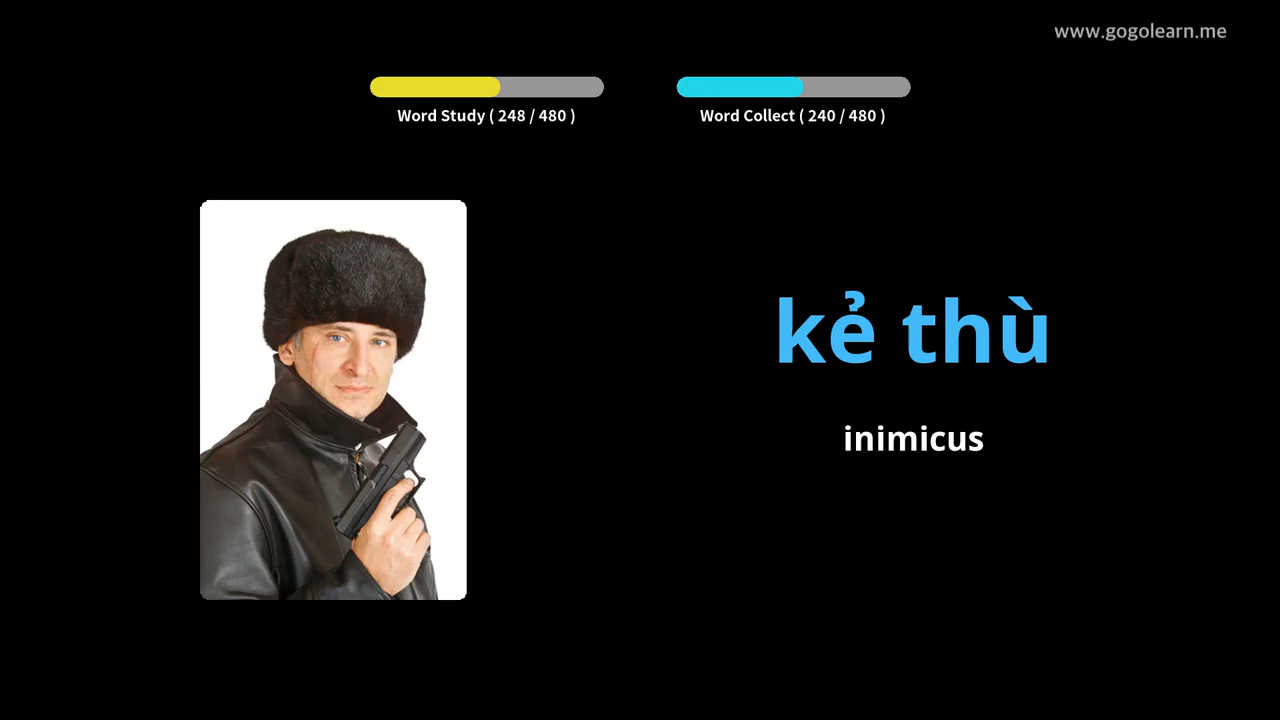 www.gogolearn.me
Word Study ( 248 / 480 )
Word Collect ( 240 / 480 )
kẻ thù
inimicus